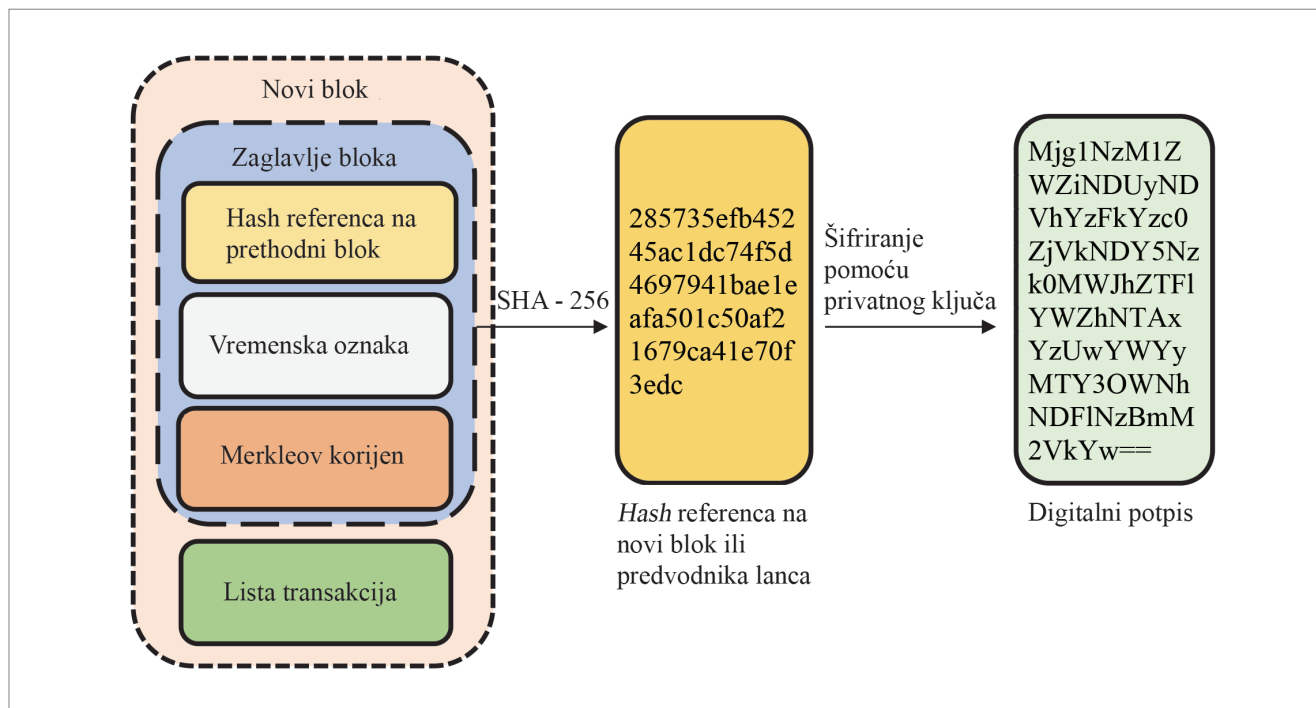 Novi blok
Zaglavlje bloka
Hash referenca na
prethodni blok
Vremenska oznaka
Merkleov korijen
Lista transakcija
SHA - 256
285735efb452
45ac1dc74f5d
4697941bae1e
afa501c50af2
1679ca41e70f
3edc
Hash referenca na
novi blok ili
predvodnika lanca
Šifriranje
pomoću
privatnog ključa
Mjg1NzM1Z
WZiNDUyND
VhYzFkYzc0
ZjVkNDY5Nz
k0MWJhZTFl
YWZhNTAx
YzUwYWYy
MTY3OWNh
NDFlNzBmM
2VkYw==
Digitalni potpis